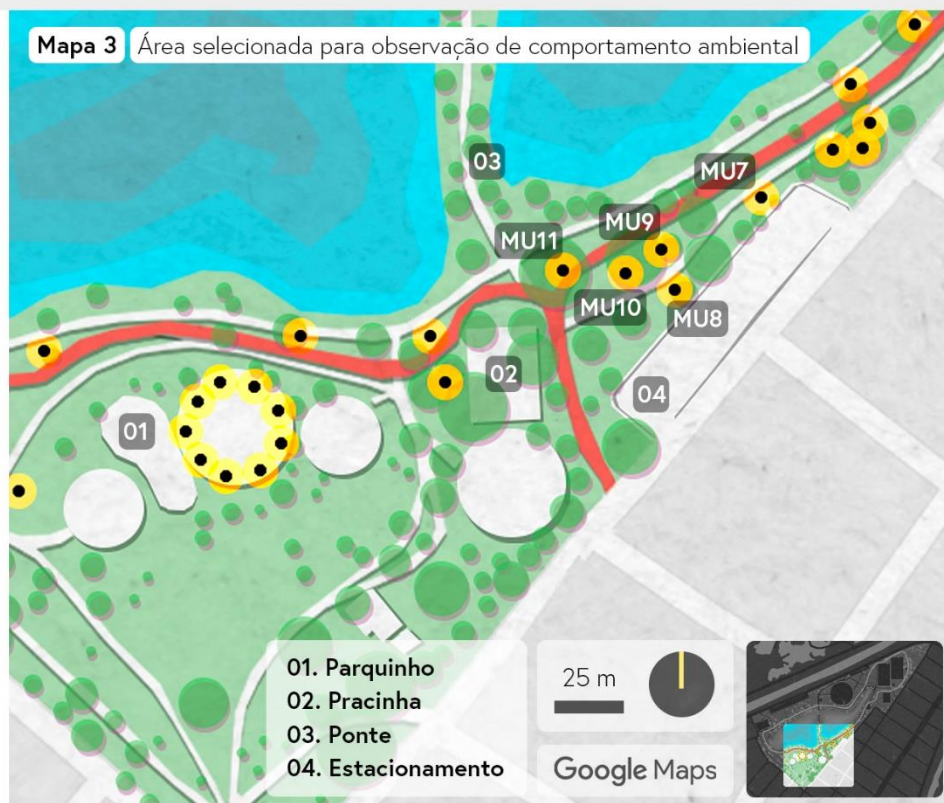 Mapa 3 Área selecionada para observação de comportamento ambiental
03
MU7
MU9
MU11
MU10
MU8
02
04
01
01. Parquinho
02. Pracinha
03. Ponte
04. Estacionamento
25 m
Google Maps